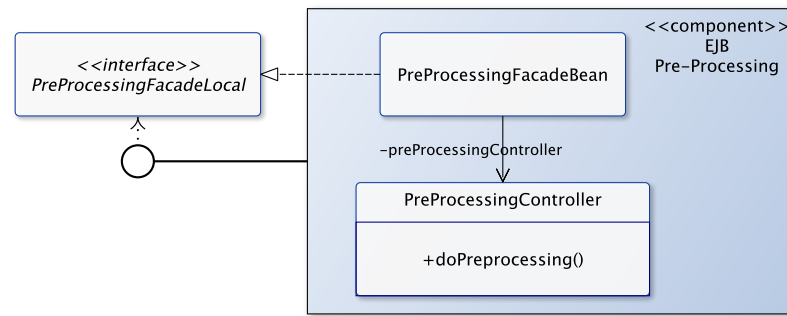 <<interface>>
PreProcessingFacadeLocal
PreProcessingFacadeBean
<<component>>
EJB
Pre-Processing
-preProcessingController
PreProcessingController
+doPreprocessing()